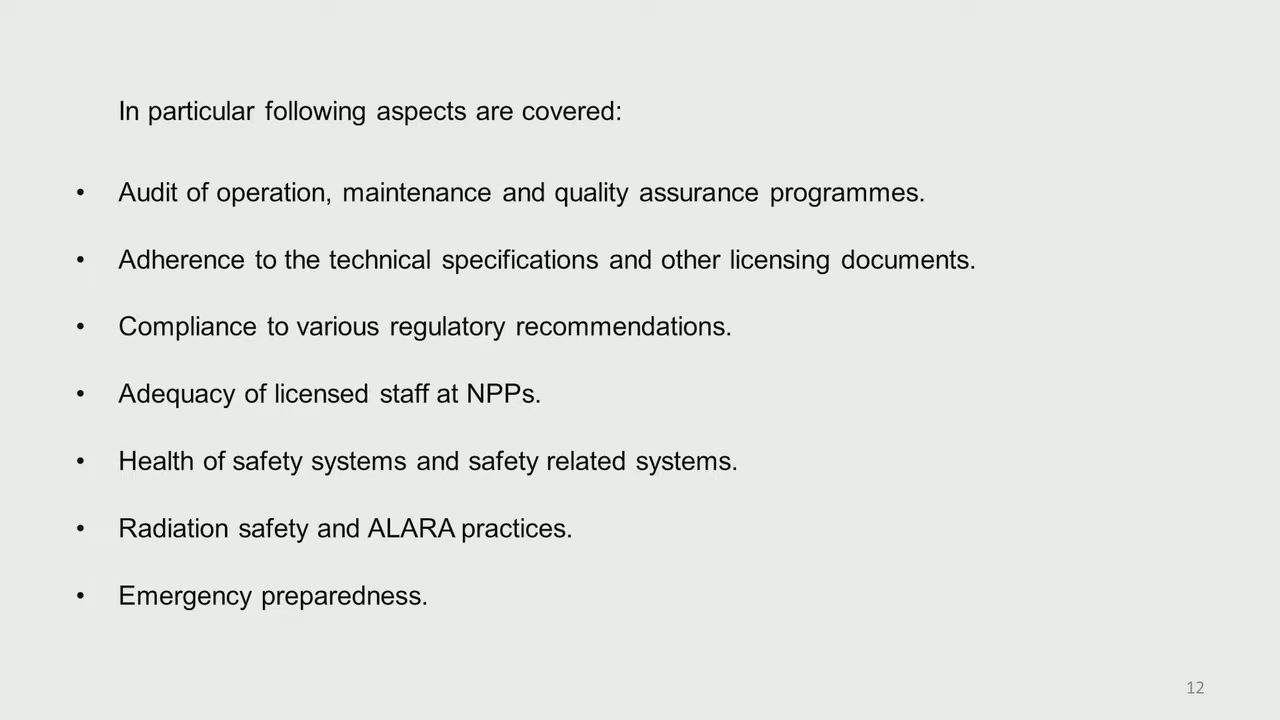 In particular following aspects are covered:
• Audit of operation, maintenance and quality assurance programmes.
• Adherence to the technical specifications and other licensing documents.
• Compliance to various regulatory recommendations.
• Adequacy of licensed staff at NPPs.
• Health of safety systems and safety related systems.
• Radiation safety and ALARA practices.
• Emergency preparedness.
12